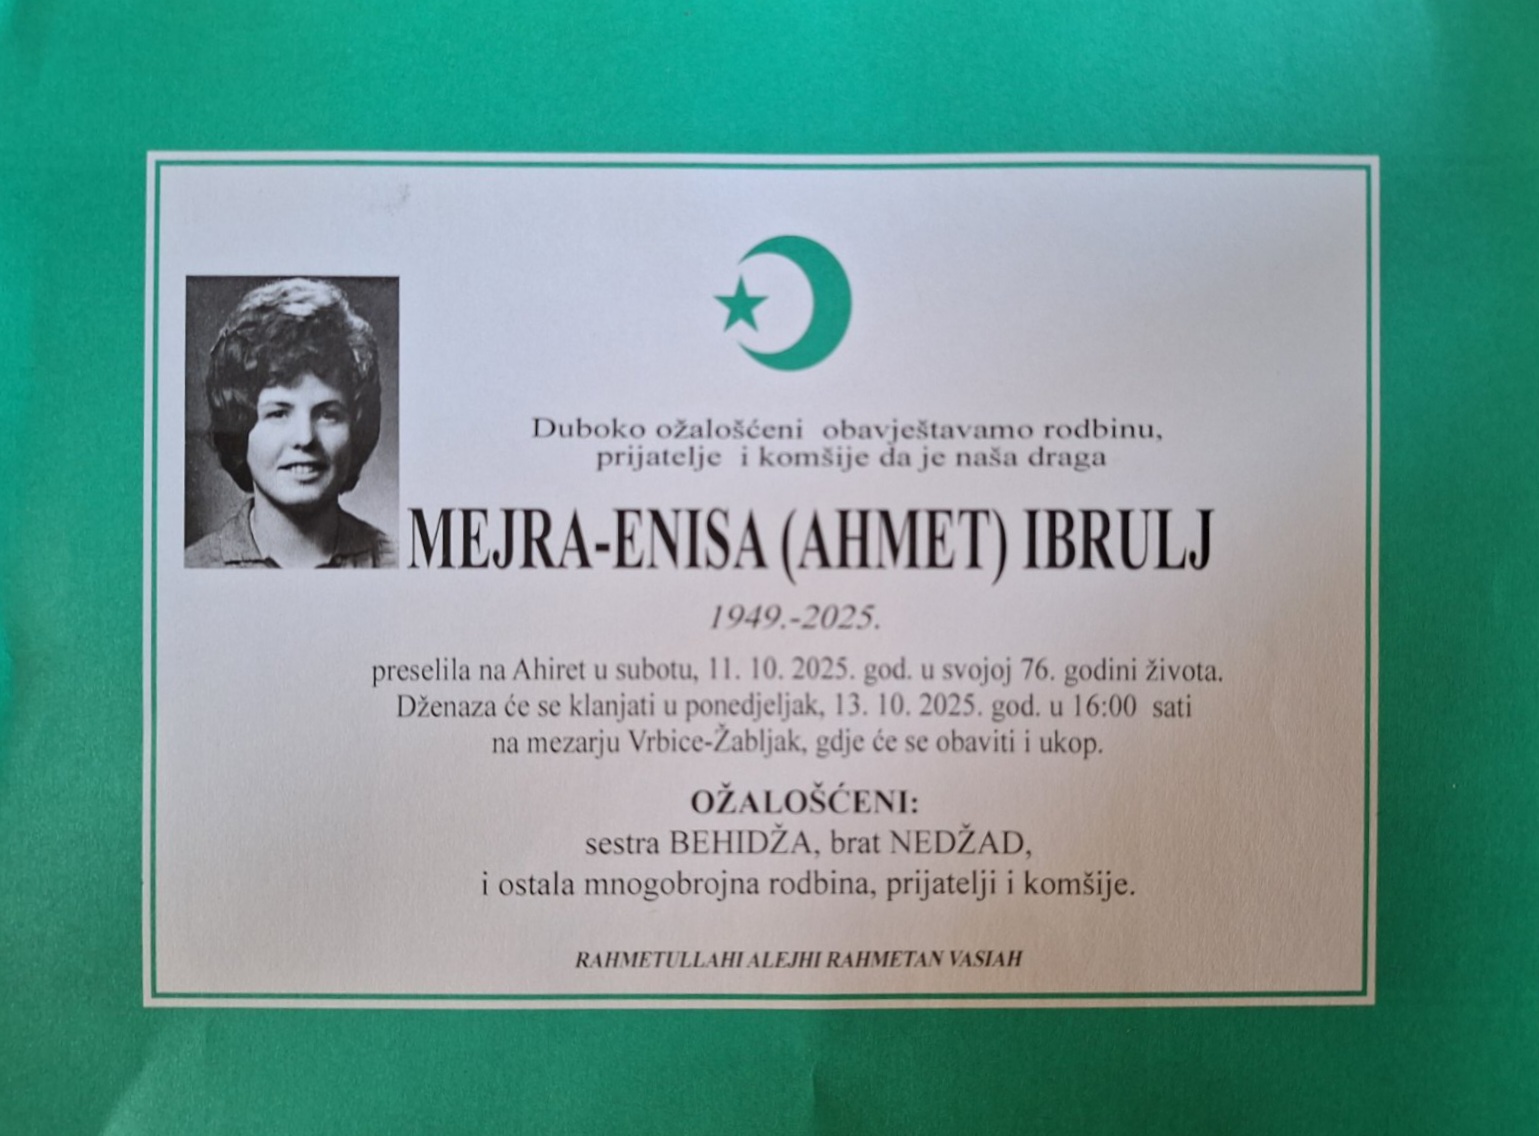 Duboko ožalošćeni obavještavamo rodbinu,
prijatelje i komšije da je naša draga
MEJRA-ENISA (AHMET) IBRULJ
1949.-2025.
preselila na Ahiret u subotu, 11. 10. 2025. god. u svojoj 76. godini života.
Dženaza će se klanjati u ponedjeljak, 13. 10. 2025. god. u 16:00 sati
na mezarju Vrbice-Žabljak, gdje će se obaviti i ukop.
OŽALOŠĆENI:
sestra BEHIDŽA, brat NEDŽAD,
i ostala mnogobrojna rodbina, prijatelji i komšije.
RAHMETULLAHI ALEJHI RAHMETAN VASIAH